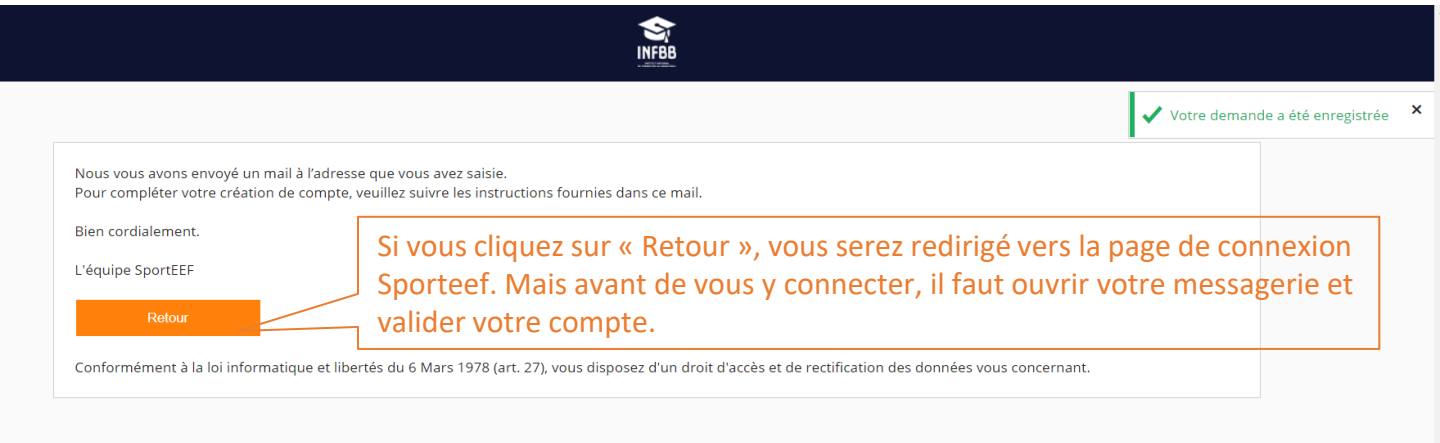 INFBB
Votre demande a été enregistrée
Nous vous avons envoyé un mail à l’adresse que vous avez saisie.
Pour compléter votre création de compte, veuillez suivre les instructions fournies dans ce mail.
Bien cordialement.
L'équipe SportEEF
Si vous cliquez sur « Retour », vous serez redirigé vers la page de connexion
Sporteef. Mais avant de vous y connecter, il faut ouvrir votre messagerie et
valider votre compte.
Retour
Conformément à la loi informatique et libertés du 6 Mars 1978 (art. 27), vous disposez d'un droit d'accès et de rectification des données vous concernant.